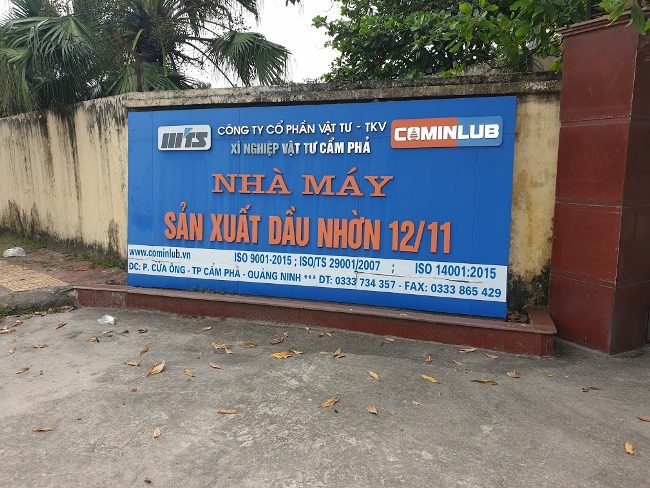 MTS CÔNG TY CỔ PHẦN VẬT TƯ - TKV COMINLUB
XÍ NGHIỆP VẬT TƯ CẨM PHẢ
NHÀ MÁY
SẢN XUẤT DẦU NHỜN 12/11
www.cominlub.vn ISO 9001-2015 ; ISO/TS 29001/2007 ; ISO 14001:2015
ĐC: P. CỬA ÔNG - TP CẨM PHẢ - QUẢNG NINH *** ĐT: 0333 734 357 - FAX: 0333 865 429